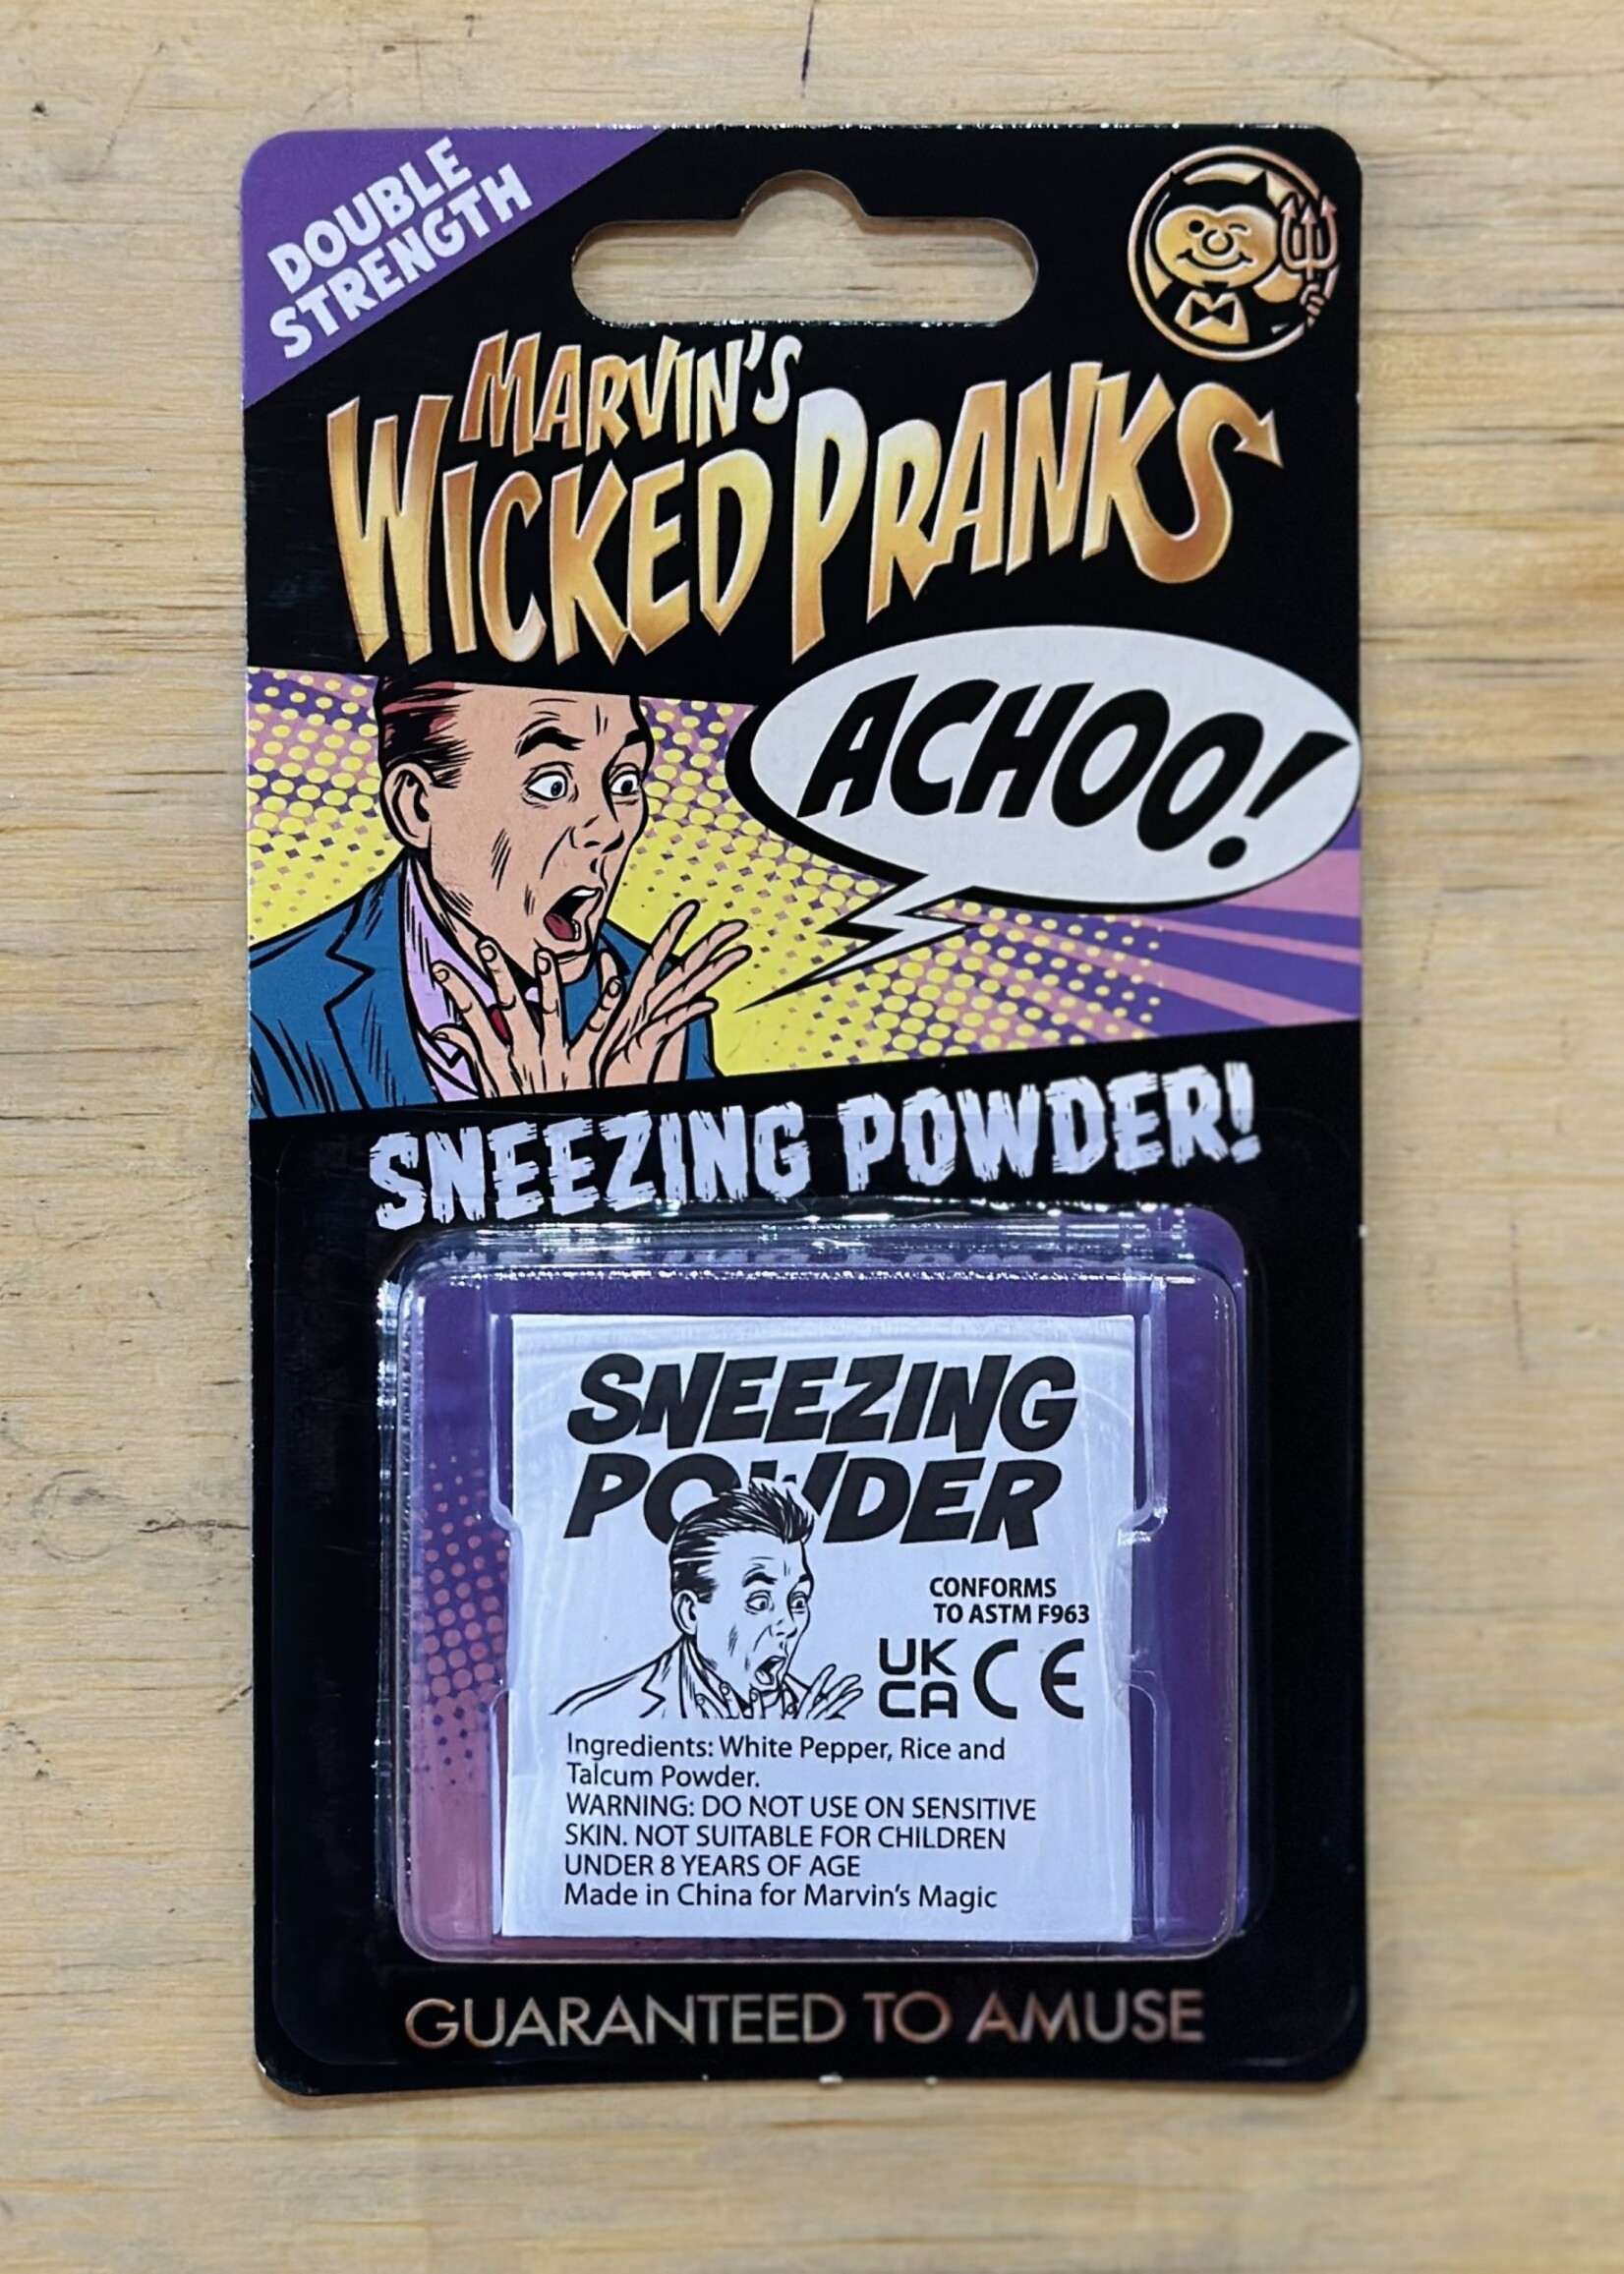 DOUBLE
STRENGTH
MARVIN'S
WICKED PRANKS
ACHOO!
SNEEZING POWDER!
SNEEZING
POWDER
CONFORMS
TO ASTM F963
UK
CA CE
Ingredients: White Pepper, Rice and
Talcum Powder.
WARNING: DO NOT USE ON SENSITIVE
SKIN. NOT SUITABLE FOR CHILDREN
UNDER 8 YEARS OF AGE
Made in China for Marvin's Magic
GUARANTEED TO AMUSE